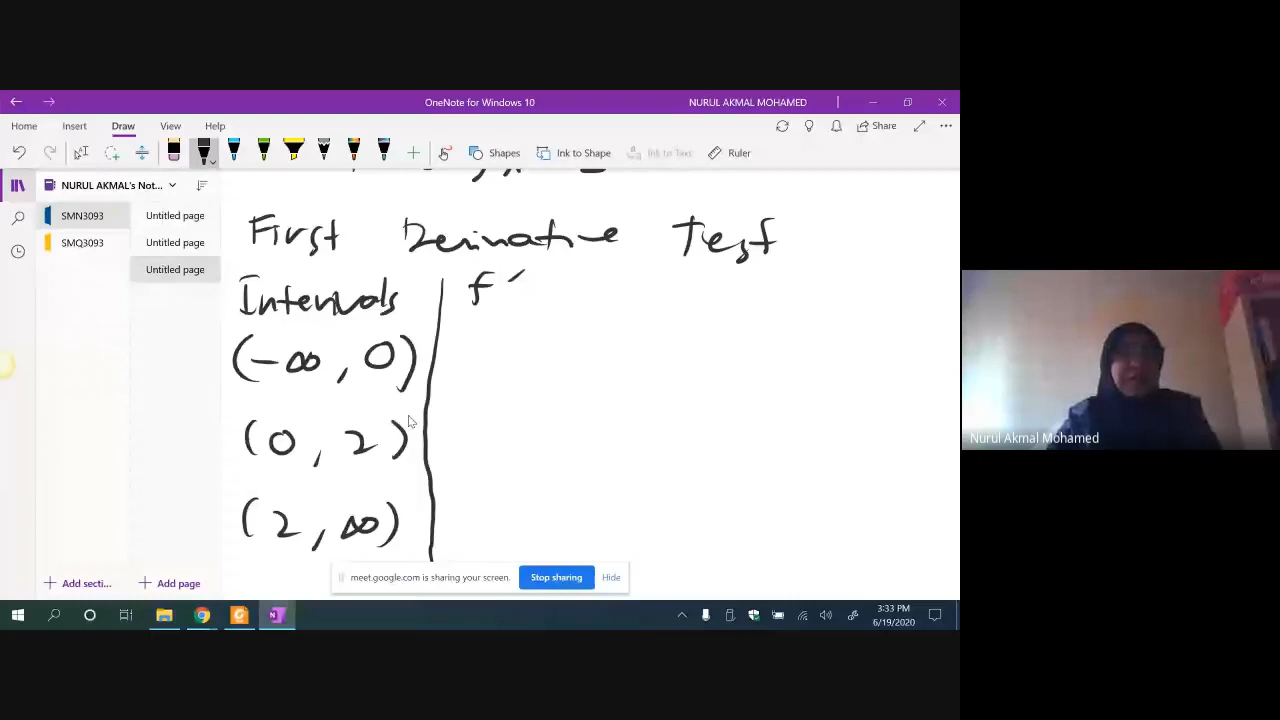 OneNote for Windows 10
NURUL AKMAL MOHAMED
Home Insert Draw View Help
Share
Shapes Ink to Shape Ink to Text Ruler
NURUL AKMAL's Not...
SMN3093
SMQ3093
Untitled page
Untitled page
Untitled page
First Derivative Test
Intervals f'
(-∞, 0)
(0, 2)
(2, ∞)
Add secti...
Add page
meet.google.com is sharing your screen. Stop sharing Hide
3:33 PM
6/19/2020
Nurul Akmal Mohamed